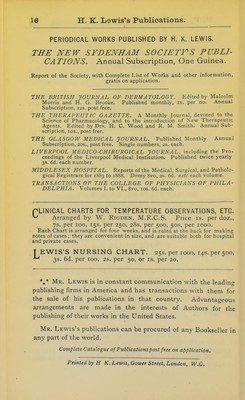 16 H. K. Lewis's Publications.
PERIODICAL WORKS PUBLISHED BY H. K. LEWIS.
THE NEW SYDENHAM SOCIETY'S PUBLI-
CATIONS. Annual Subscription, One Guinea.
Report of the Society, with Complete List of Works and other information,
gratis on application.
THE BRITISH JOURNAL OF DERMATOLOGY. Edited by Malcolm
Morris and H. G. Brooke. Published monthly, 1s. per no. Annual
Subscription, 12s. post free.
THE THERAPEUTIC GAZETTE. A Monthly Journal, devoted to the
Science of Pharmacology, and to the introduction of New Therapeutic
Agents. Edited by Drs. H. C. Wood and R. M. Smith. Annual Sub-
scription, 10s., post free.
THE GLASGOW MEDICAL JOURNAL. Published Monthly Annual
Subscription, 20s., post free. Single numbers, 2s. each.
LIVERPOOL MEDICO-CHIRURGICAL JOURNAL, including the Pro-
ceedings of the Liverpool Medical Institution. Published twice yearly
3s. 6d. each number.
MIDDLESEX HOSPITAL. Reports of the Medical, Surgical, and Patholo-
gical Registrars for 1883 to 1888. Demy 8vo, 2s. 6d. nett each volume.
TRANSACTIONS OF THE COLLEGE OF PHYSICIANS OF PHILA-
DELPHIA. Volumes I. to VI., 8vo, 10s. 6d. each.
CLINICAL CHARTS FOR TEMPERATURE OBSERVATIONS, ETC.
Arranged by W. Rigden, M.R.C.S. Price 1s. per doz.,
7s. per 100, 15s. per 250, 28s. per 500, 50s. per 1000.
Each Chart is arranged for four weeks, and is ruled at the back for making
notes of cases: they are convenient in size, and are suitable both for hospital
and private cases.
LEWIS'S NURSING CHART. 25s. per 1000, 14s. per 500,
3s. 6d. per 100, 2s. per 50, or 1s. per 20.
*** Mr. Lewis is in constant communication with the leading
publishing firms in America and has transactions with them for
the sale of his publications in that country. Advantageous
arrangements are made in the interests of Authors for the
publishing of their works in the United States.
Mr. Lewis's publications can be procured of any Bookseller in
any part of the world.
Complete Catalogue of Publications post free on application.
Printed by H. K. Lewis, Gower Street, London, W.C.